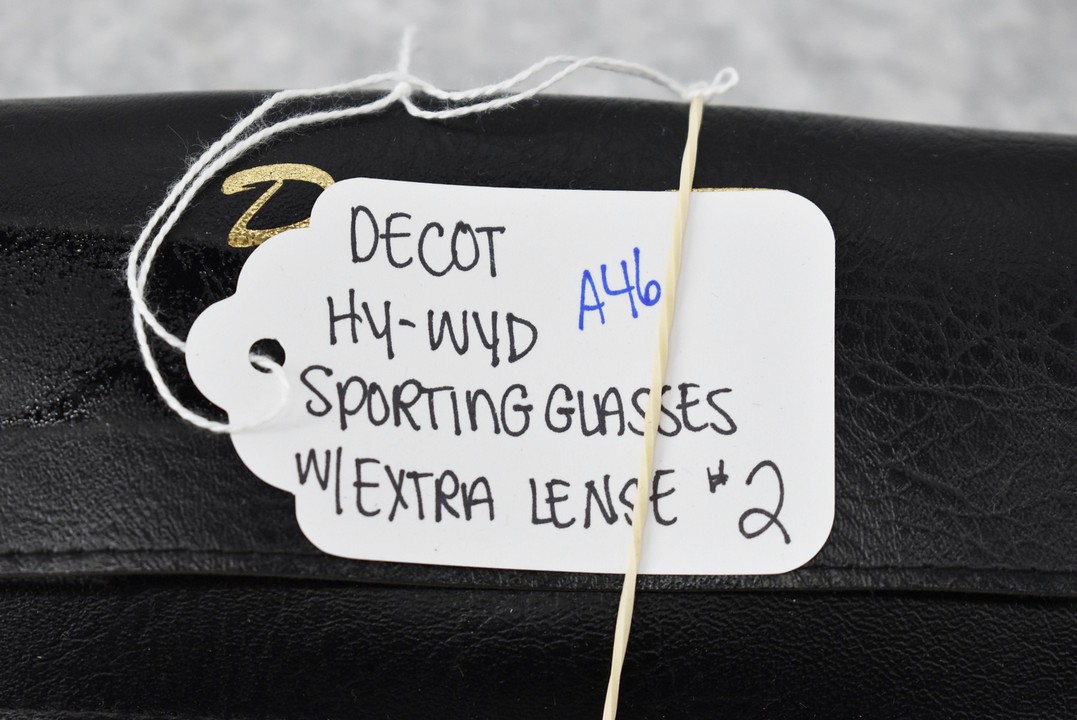 D
DECOT
A46
HY-WYD
SPORTING GLASSES
W/EXTRA LENSE #2